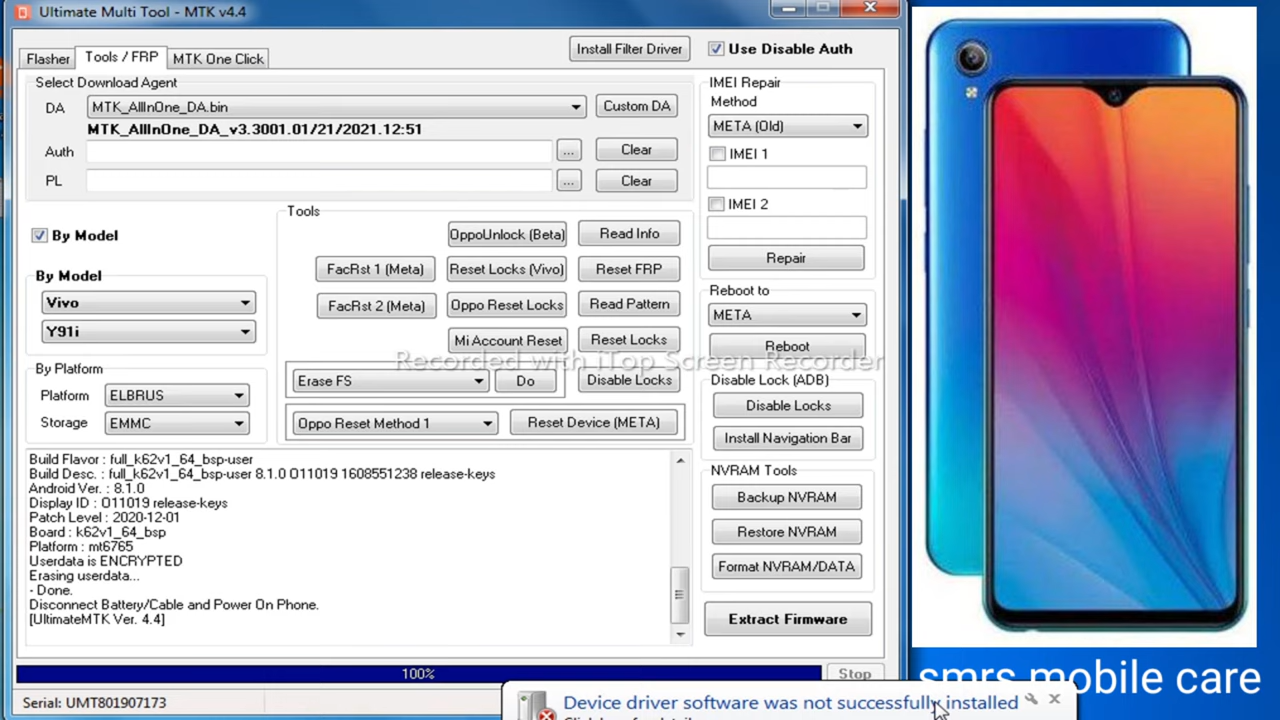 Ultimate Multi Tool - MTK v4.4
Flasher
Tools / FRP
MTK One Click
Install Filter Driver
Use Disable Auth
Select Download Agent
DA
MTK_AllInOne_DA.bin
Custom DA
MTK_AllInOne_DA_v3.3001.01/21/2021.12:51
Auth
...
Clear
PL
...
Clear
By Model
By Model
Vivo
Y91i
By Platform
Platform
ELBRUS
Storage
EMMC
Tools
OppoUnlock (Beta)
Read Info
FacRst 1 (Meta)
Reset Locks (Vivo)
Reset FRP
FacRst 2 (Meta)
Oppo Reset Locks
Read Pattern
Mi Account Reset
Reset Locks
Erase FS
Do
Disable Locks
Oppo Reset Method 1
Reset Device (META)
IMEI Repair
Method
META (Old)
IMEI 1
IMEI 2
Repair
Reboot to
META
Reboot
Recorded with iTop Screen Recorder
Disable Lock (ADB)
Disable Locks
Install Navigation Bar
NVRAM Tools
Backup NVRAM
Restore NVRAM
Format NVRAM/DATA
Extract Firmware
Build Flavor : full_k62v1_64_bsp-user
Build Desc. : full_k62v1_64_bsp-user 8.1.0 O11019 1608551238 release-keys
Android Ver. : 8.1.0
Display ID : O11019 release-keys
Patch Level : 2020-12-01
Board : k62v1_64_bsp
Platform : mt6765
Userdata is ENCRYPTED
Erasing userdata...
- Done.
Disconnect Battery/Cable and Power On Phone.
[UltimateMTK Ver. 4.4]
100%
Stop
Serial: UMT801907173
smrs mobile care
Device driver software was not successfully installed